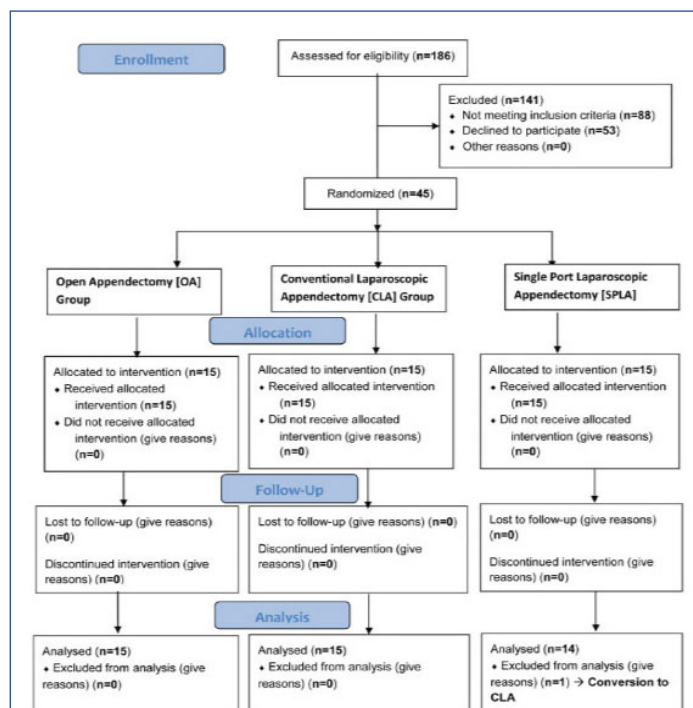 Enrollment
Assessed for eligibility (n=186)
Excluded (n=141)
⬥ Not meeting inclusion criteria (n=88)
⬥ Declined to participate (n=53)
⬥ Other reasons (n=0)
Randomized (n=45)
Open Appendectomy [OA]
Group
Conventional Laparoscopic
Appendectomy [CLA] Group
Single Port Laparoscopic
Appendectomy [SPLA]
Allocation
Allocated to intervention (n=15)
⬥ Received allocated
intervention (n=15)
⬥ Did not receive allocated
intervention (give reasons)
(n=0)
Allocated to intervention (n=15)
⬥ Received allocated intervention
(n=15)
⬥ Did not receive allocated
intervention (give reasons)
(n=0)
Allocated to intervention (n=15)
⬥ Received allocated intervention
(n=15)
⬥ Did not receive allocated
intervention (give reasons)
(n=0)
Follow-Up
Lost to follow-up (give reasons)
(n=0)
Discontinued intervention (give
reasons) (n=0)
Lost to follow-up (give reasons) (n=0)
Discontinued intervention (give
reasons) (n=0)
Lost to follow-up (give reasons)
(n=0)
Discontinued intervention (give
reasons) (n=0)
Analysis
Analysed (n=15)
⬥ Excluded from analysis (give
reasons) (n=0)
Analysed (n=15)
⬥ Excluded from analysis (give
reasons) (n=0)
Analysed (n=14)
⬥ Excluded from analysis (give
reasons) (n=1) → Conversion to
CLA